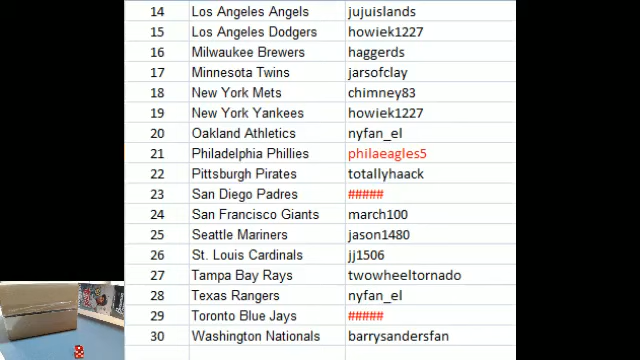 14 Los Angeles Angels jujuislands
15 Los Angeles Dodgers howiek1227
16 Milwaukee Brewers haggerds
17 Minnesota Twins jarsofclay
18 New York Mets chimney83
19 New York Yankees howiek1227
20 Oakland Athletics nyfan_el
21 Philadelphia Phillies philaeagles5
22 Pittsburgh Pirates totallyhaack
23 San Diego Padres #####
24 San Francisco Giants march100
25 Seattle Mariners jason1480
26 St. Louis Cardinals jj1506
27 Tampa Bay Rays twowheeltornado
28 Texas Rangers nyfan_el
29 Toronto Blue Jays #####
30 Washington Nationals barrysandersfan